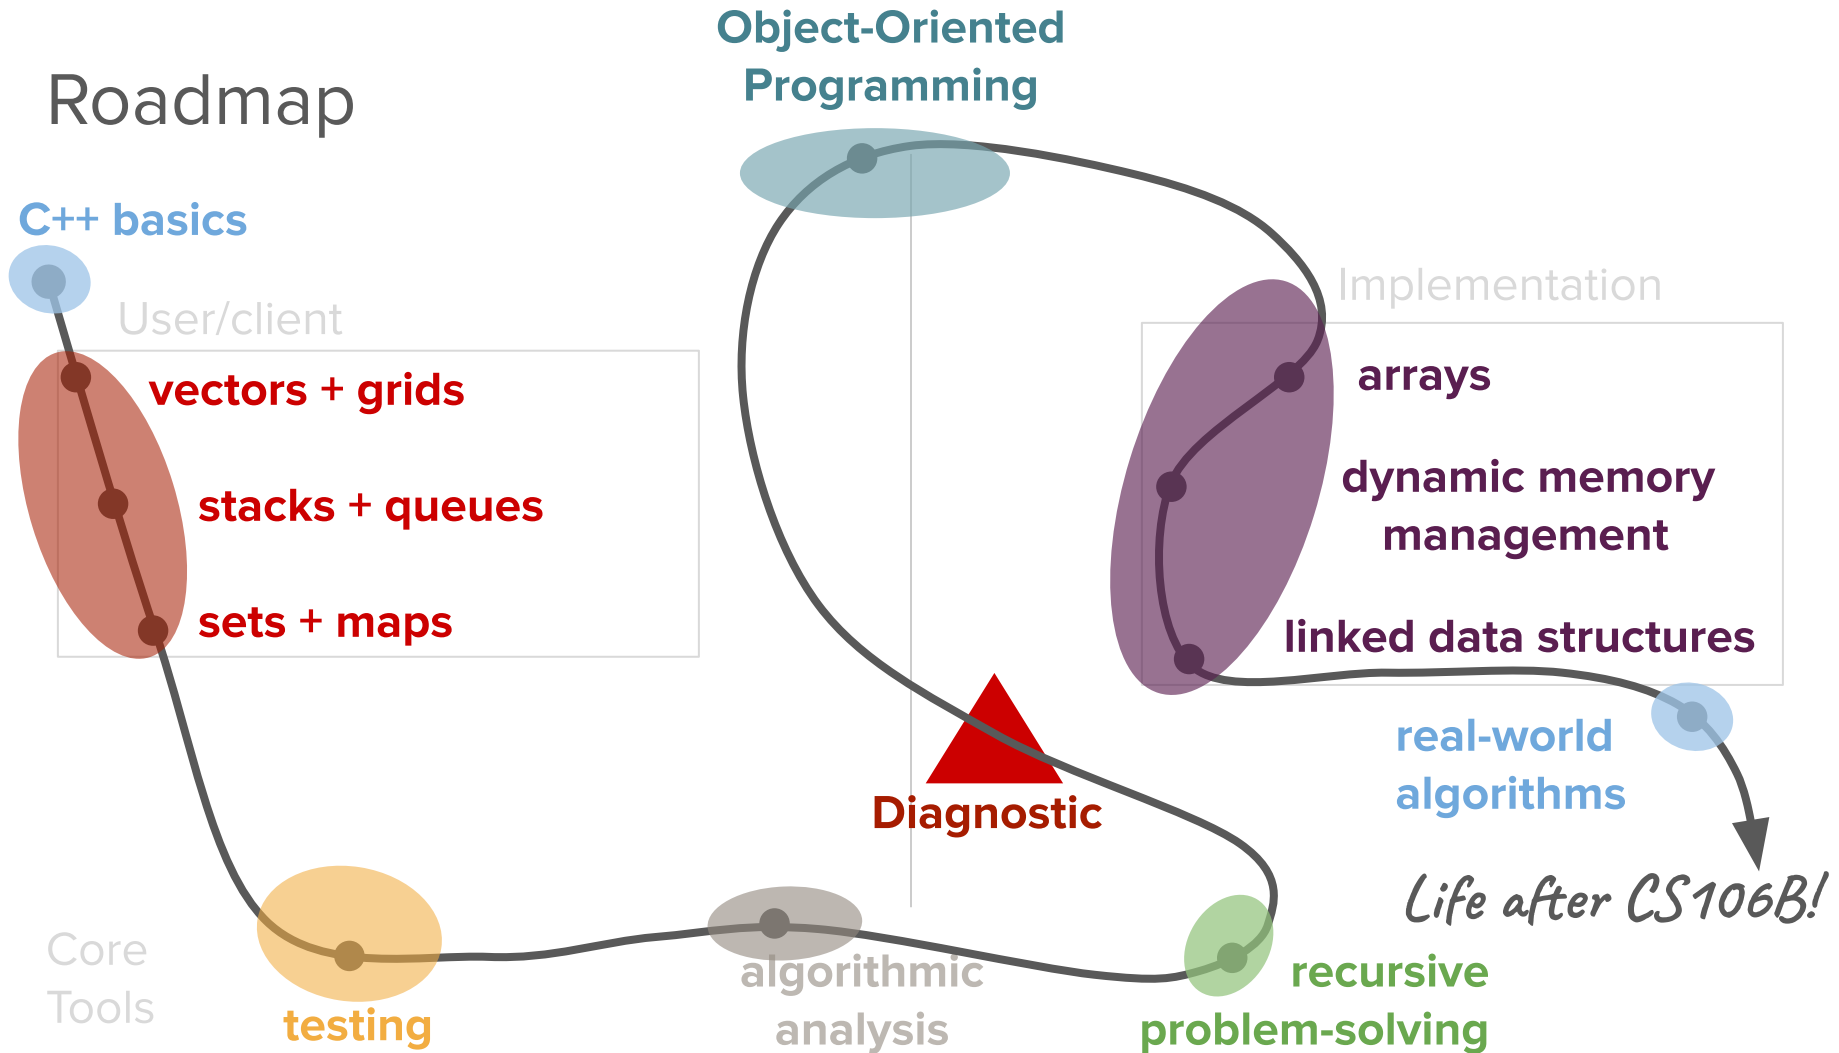 Roadmap
Object-Oriented
Programming
C++ basics
User/client
vectors + grids
stacks + queues
sets + maps
Implementation
arrays
dynamic memory
management
linked data structures
real-world
algorithms
Diagnostic
Life after CS106B!
Core
Tools
testing
algorithmic
analysis
recursive
problem-solving